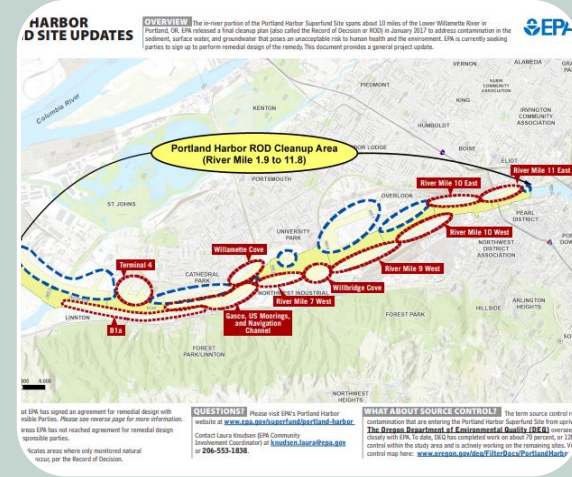 HARBOR
D SITE UPDATES
OVERVIEW The in-river portion of the Portland Harbor Superfund Site spans about 10 miles of the Lower Willamette River in
Portland, OR. EPA released a final cleanup plan (also called the Record of Decision or ROD) in January 2017 to address contamination in the
sediment, surface water, and groundwater that poses an unacceptable risk to human health and the environment. EPA is currently seeking
parties to sign up to perform remedial design of the remedy. This document provides a general project update.
EPA
VERNON
ALAMEDA
Columbia River
PIEDMONT
SABIN
COMMUNITY
ASSOCIATION
KING
KENTON
IRVINGTON
COMMUNITY
ASSOCIATION
HUMBOLDT
Portland Harbor ROD Cleanup Area
(River Mile 1.9 to 11.8)
OR LODGE
BOISE
ELIOT
River Mile 11 East
PORTSMOUTH
River Mile 10 East
OVERLOOK
ST. JOHNS
PEARL
DISTRICT
UNIVERSITY
PARK
River Mile 10 West
NORTHWEST
DISTRICT
ASSOCIATION
Willamette Cove
Terminal 4
CATHEDRAL
PARK
River Mile 9 West
Willbridge Cove
NORTHWEST INDUSTRIAL
River Mile 7 West
ARLINGTON
HEIGHTS
HILLSIDE
FOREST PARK
LINNTON
B1a
Gasco, US Moorings,
and Navigation
Channel
FOREST
PARK/LINNTON
NORTHWEST
HEIGHTS
at EPA has signed an agreement for remedial design with
nsible Parties. Please see reverse page for more information.
reas EPA has not reached agreement for remedial design
sponsible parties.
dicates areas where only monitored natural
occur, per the Record of Decision.
QUESTIONS? Please visit EPA's Portland Harbor
website at www.epa.gov/superfund/portland-harbor
Contact Laura Knudsen (EPA Community
Involvement Coordinator) at knudsen.laura@epa.gov
or 206-553-1838.
WHAT ABOUT SOURCE CONTROL? The term source control r
contamination that are entering the Portland Harbor Superfund Site from upriv
The Oregon Department of Environmental Quality (DEQ) oversee
closely with EPA. To date, DEQ has completed work on about 70 percent, or 12
control within the study area and is actively working on the remaining sites. Vi
control map here: www.oregon.gov/deq/FilterDocs/PortlandHarbo